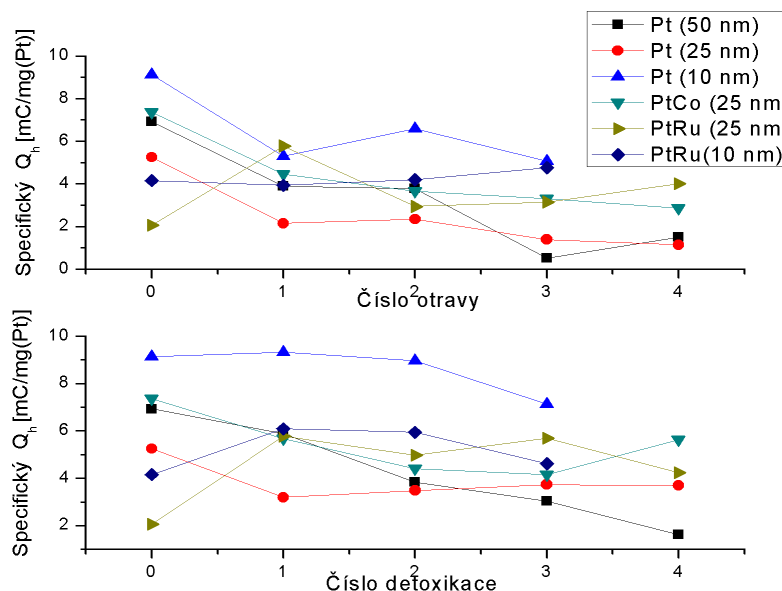 Pt (50 nm)
Pt (25 nm)
Pt (10 nm)
PtCo (25 nm)
PtRu (25 nm)
PtRu(10 nm)
Specifický Qh [mC/mg(Pt)]
10
8
6
4
2
0
0 1 2 3 4
Číslo otravy
Specifický Qh [mC/mg(Pt)]
10
8
6
4
2
0 1 2 3 4
Číslo detoxikace